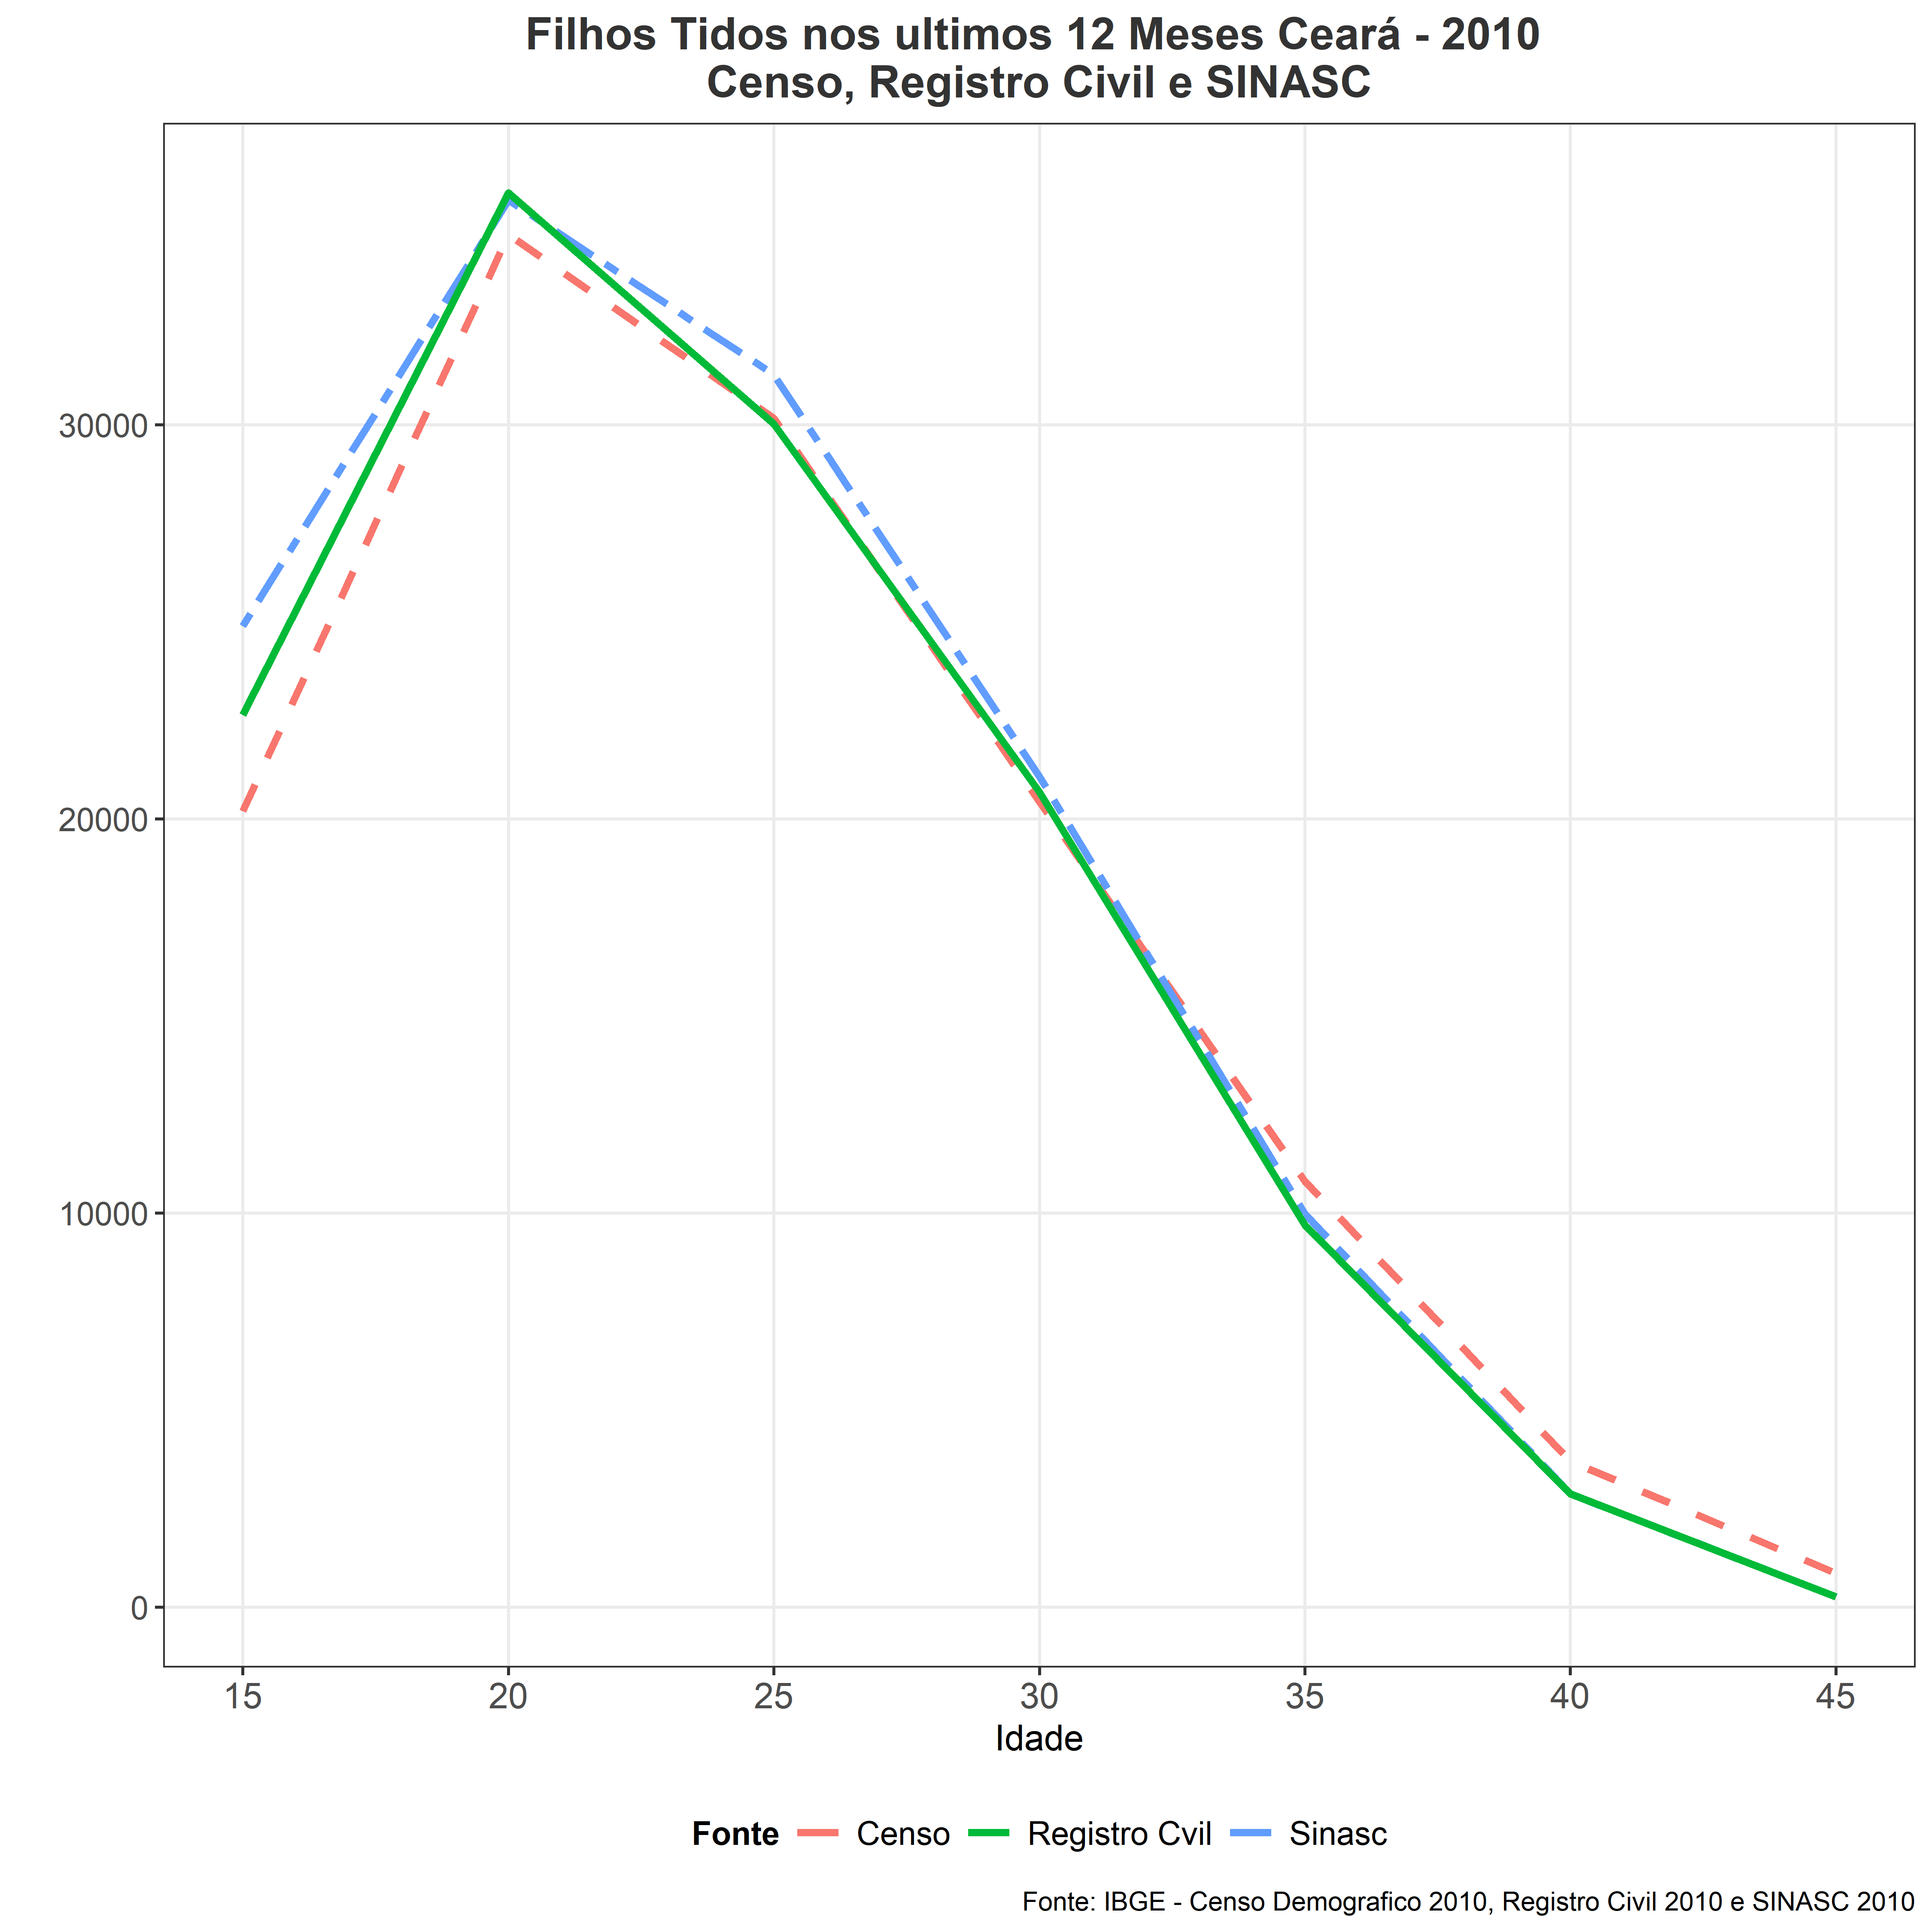 Filhos Tidos nos ultimos 12 Meses Ceará - 2010
Censo, Registro Civil e SINASC
30000
20000
10000
0
15 20 25 30 35 40 45
Idade
Fonte Censo Registro Cvil Sinasc
Fonte: IBGE - Censo Demografico 2010, Registro Civil 2010 e SINASC 2010